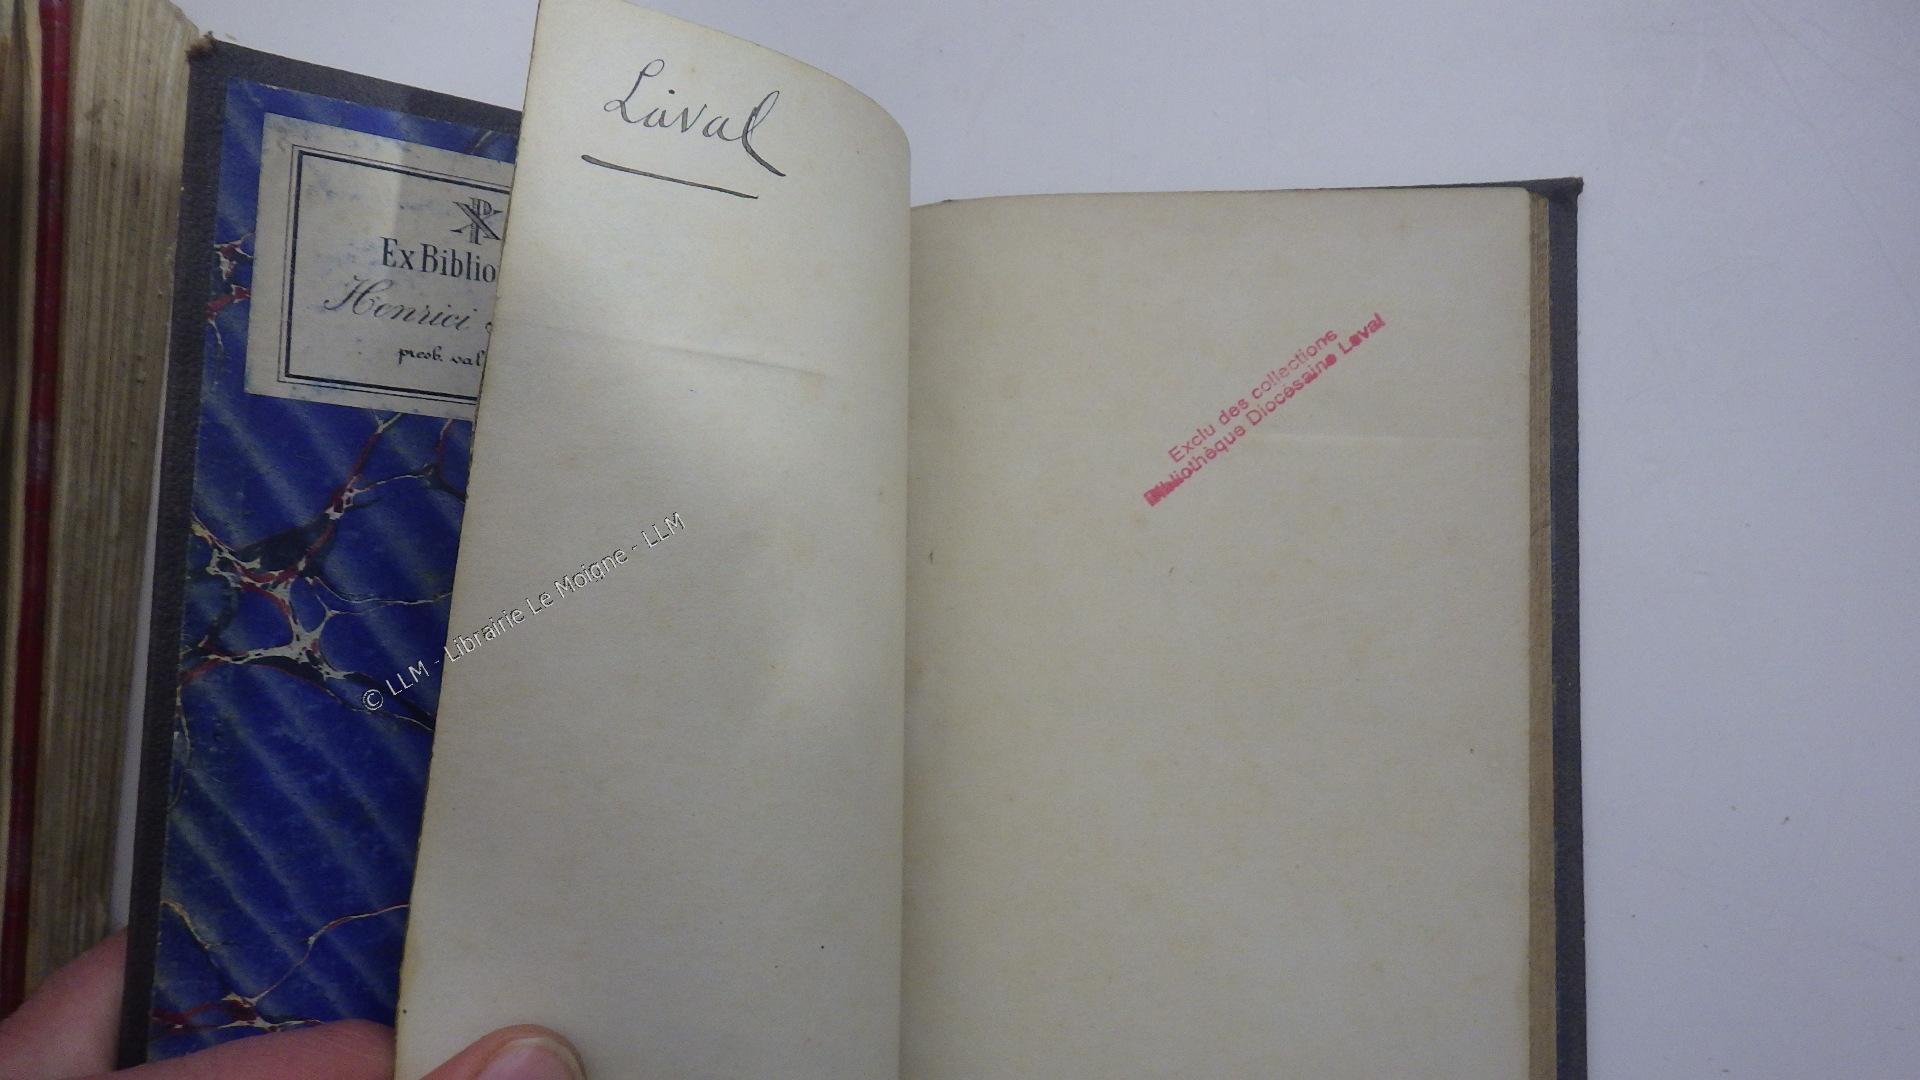 Laval
Ex Biblio
Henrici
presb. val
Exclu des collections
Bibliothèque Diocésaine Laval
© LLM - Librairie Le Moigne - LLM